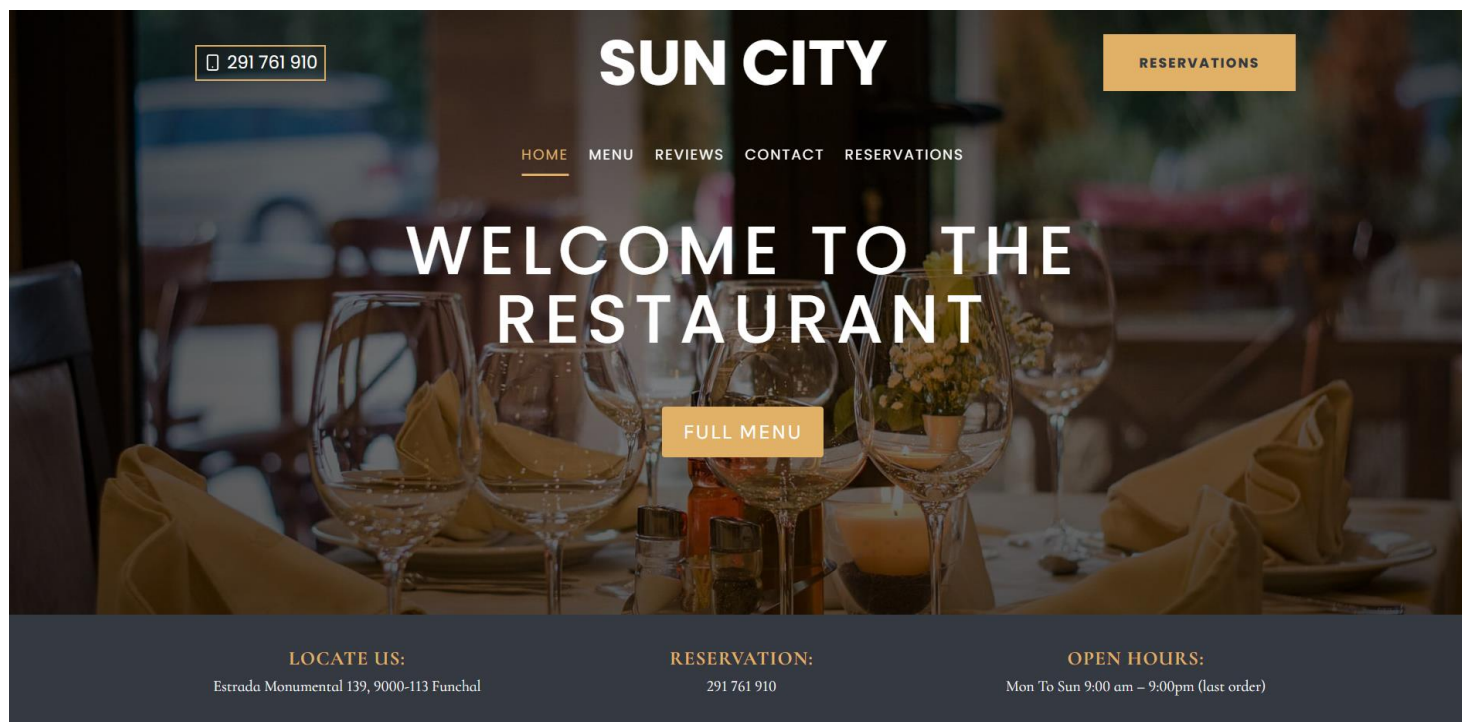 291 761 910
SUN CITY
RESERVATIONS
HOME MENU REVIEWS CONTACT RESERVATIONS
WELCOME TO THE
RESTAURANT
FULL MENU
LOCATE US:
Estrada Monumental 139, 9000-113 Funchal
RESERVATION:
291 761 910
OPEN HOURS:
Mon To Sun 9:00 am – 9:00pm (last order)